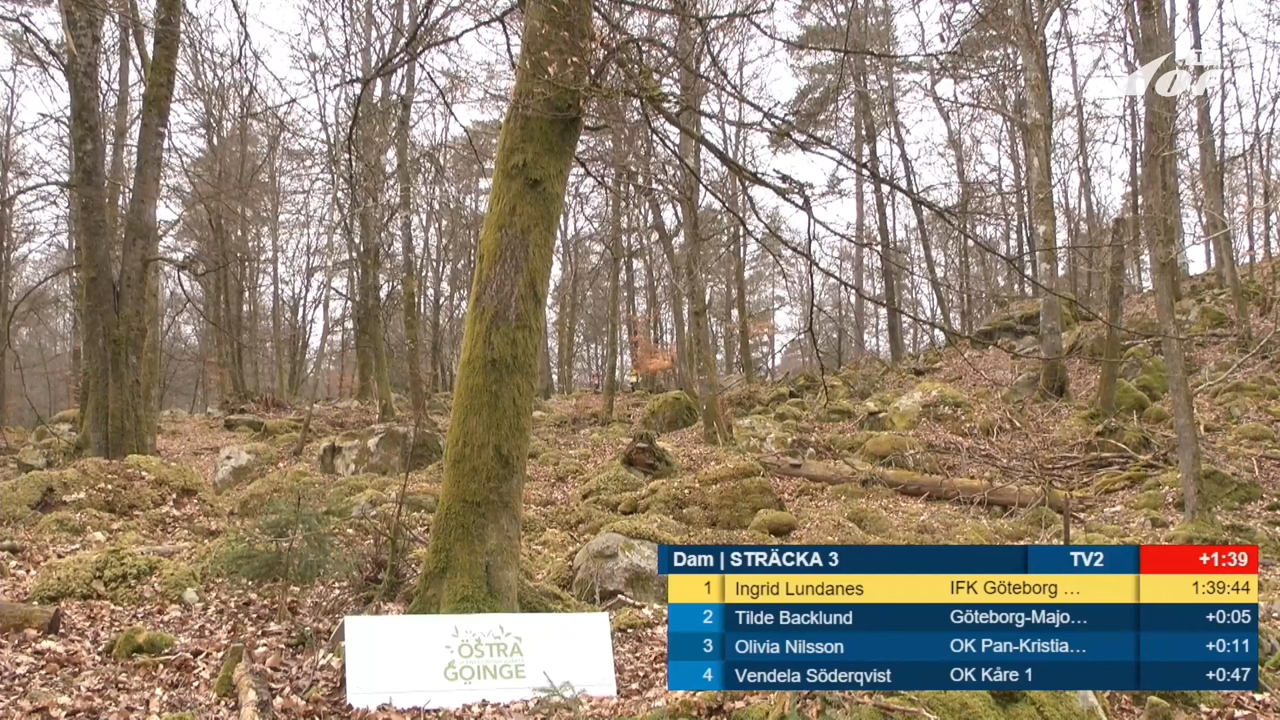 1or
Dam | STRÄCKA 3 TV2 +1:39
1 Ingrid Lundanes IFK Göteborg ... 1:39:44
2 Tilde Backlund Göteborg-Majo... +0:05
3 Olivia Nilsson OK Pan-Kristia... +0:11
4 Vendela Söderqvist OK Kåre 1 +0:47
ÖSTRA
GÖINGE